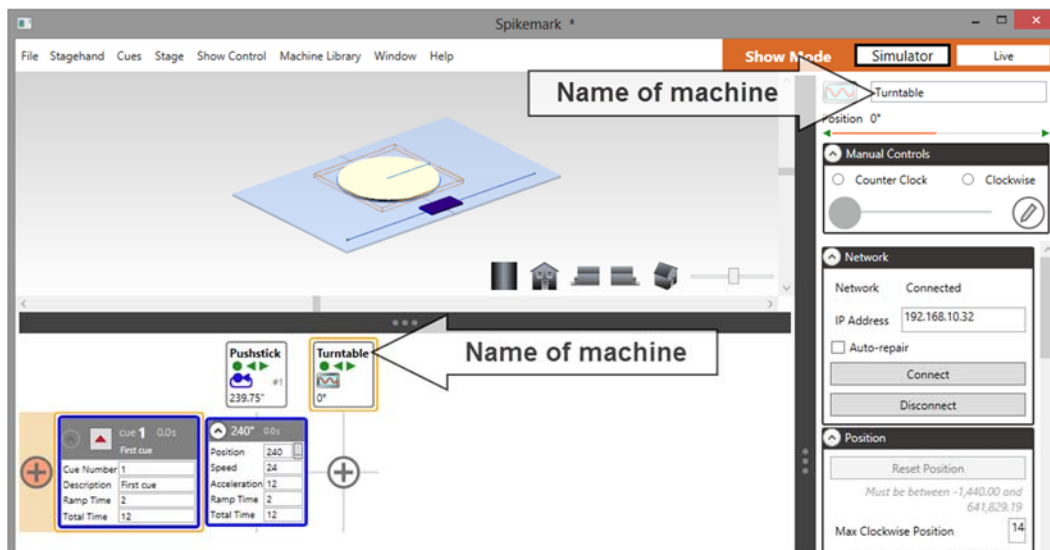 Spikemark *
File Stagehand Cues Stage Show Control Machine Library Window Help
Show Mode Simulator Live
Name of machine
Turntable
Position 0°
Manual Controls
Counter Clock Clockwise
Network
Network Connected
IP Address 192.168.10.32
Auto-repair
Connect
Disconnect
Position
Reset Position
Must be between -1,440.00 and
641,829.19
Max Clockwise Position 14
Name of machine
Pushstick
#1
239.75"
Turntable
0°
cue 1 0.0s
First cue
Cue Number 1
Description First cue
Ramp Time 2
Total Time 12
240" 0.0s
Position 240
Speed 24
Acceleration 12
Ramp Time 2
Total Time 12